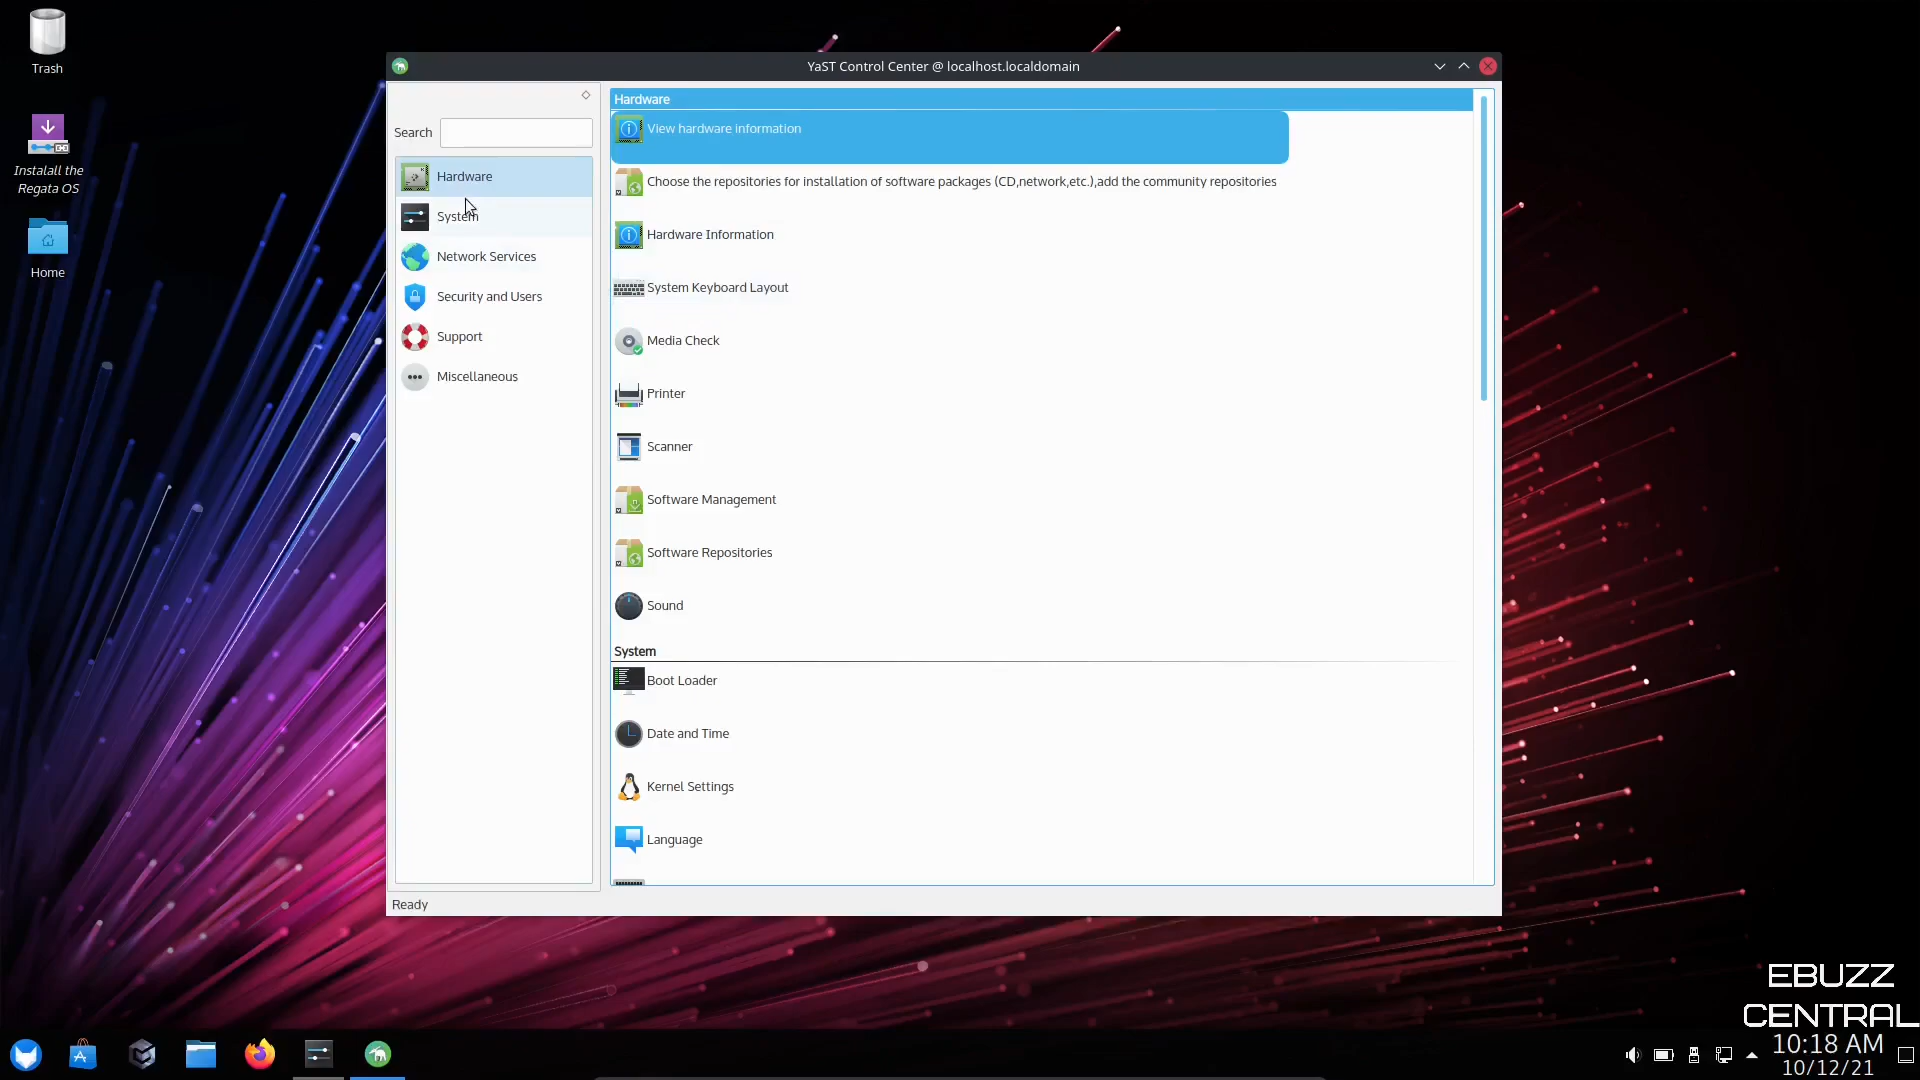 Trash
Instalall the
Regata OS
Home
YaST Control Center @ localhost.localdomain
Search
Hardware
System
Network Services
Security and Users
Support
Miscellaneous
Hardware
View hardware information
Choose the repositories for installation of software packages (CD,network,etc.),add the community repositories
Hardware Information
System Keyboard Layout
Media Check
Printer
Scanner
Software Management
Software Repositories
Sound
System
Boot Loader
Date and Time
Kernel Settings
Language
Ready
EBUZZ
CENTRAL
10:18 AM
10/12/21